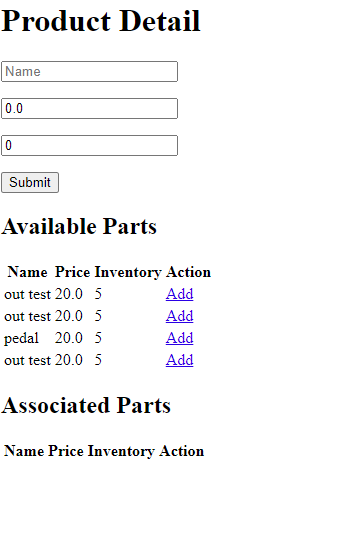 Product Detail
Name
0.0
0
Submit
Available Parts
Name Price Inventory Action
out test 20.0 5 Add
out test 20.0 5 Add
pedal 20.0 5 Add
out test 20.0 5 Add
Associated Parts
Name Price Inventory Action